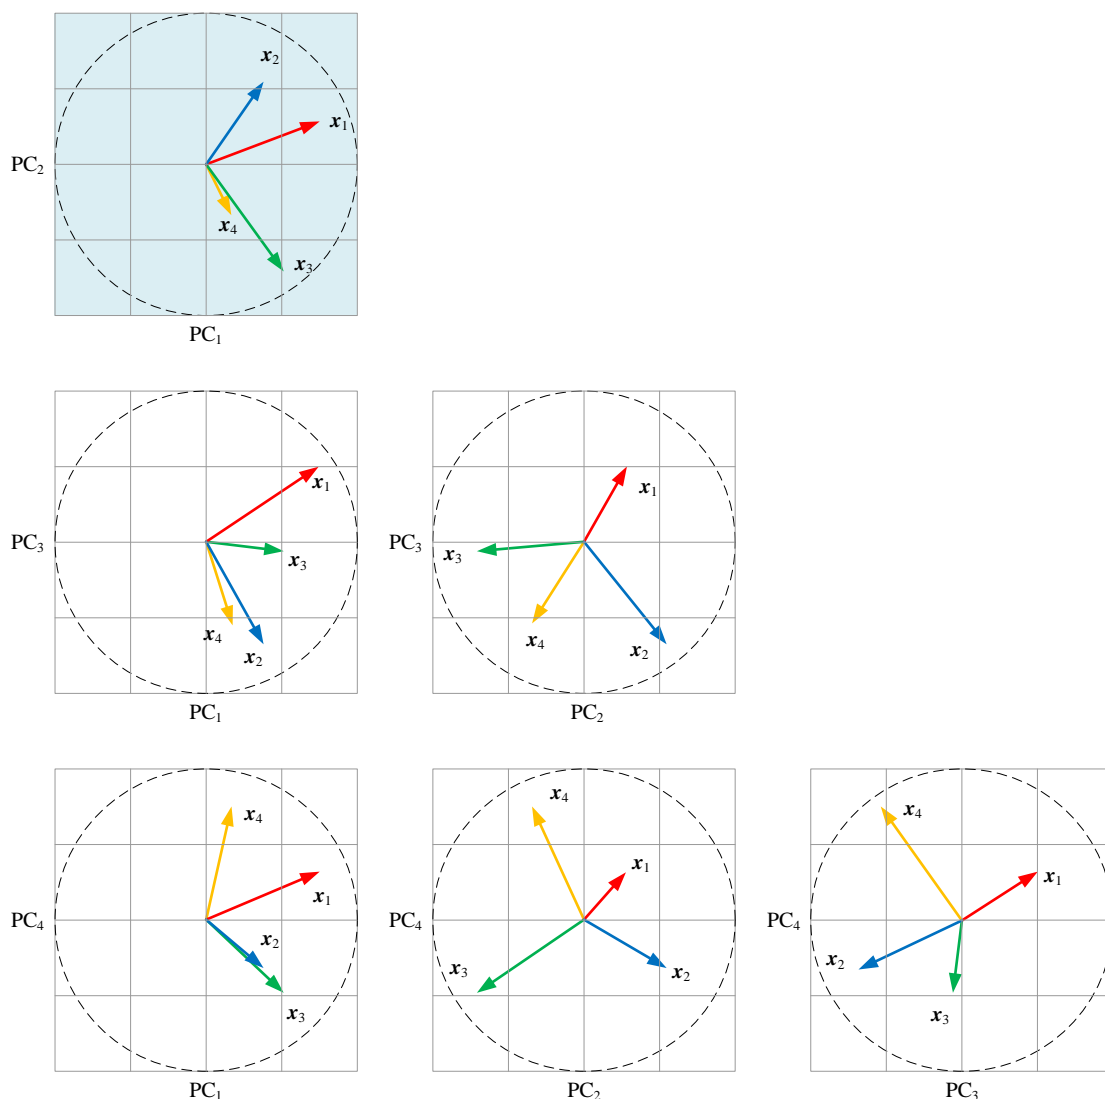 x₂
x₁
PC₂
x₄
x₃
PC₁
x₁
PC₃
x₃
x₄
x₂
PC₁
x₁
PC₃
x₃
x₄
x₂
PC₂
x₄
x₁
PC₄
x₂
x₃
PC₁
x₄
x₁
PC₄
x₃
x₂
PC₂
x₄
x₁
PC₄
x₂
x₃
PC₃